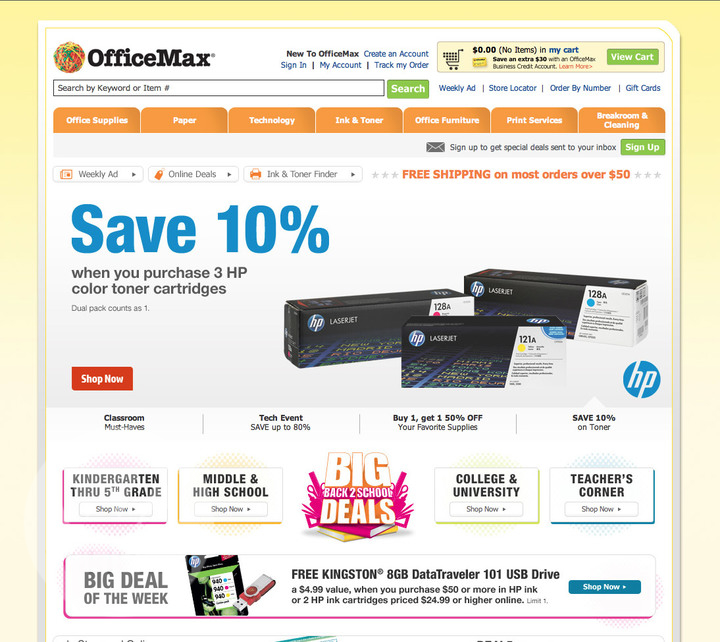 OfficeMax®
New To OfficeMax Create an Account
Sign In | My Account | Track my Order
$0.00 (No Items) in my cart
Save an extra $30 with an OfficeMax
Business Credit Account. Learn More>
View Cart
Search by Keyword or Item #
Search
Weekly Ad | Store Locator | Order By Number | Gift Cards
Office Supplies
Paper
Technology
Ink & Toner
Office Furniture
Print Services
Breakroom &
Cleaning
Sign up to get special deals sent to your inbox
Sign Up
Weekly Ad
Online Deals
Ink & Toner Finder
FREE SHIPPING on most orders over $50
Save 10%
when you purchase 3 HP
color toner cartridges
Dual pack counts as 1.
Shop Now
hp LASERJET
128A
hp LASERJET
128A
hp LASERJET
121A
hp
Classroom
Must-Haves
Tech Event
SAVE up to 80%
Buy 1, get 1 50% OFF
Your Favorite Supplies
SAVE 10%
on Toner
KINDERGARTEN
THRU 5TH GRADE
Shop Now
MIDDLE &
HIGH SCHOOL
Shop Now
BIG
BACK 2 SCHOOL
DEALS
COLLEGE &
UNIVERSITY
Shop Now
TEACHER'S
CORNER
Shop Now
BIG DEAL
OF THE WEEK
hp
940
940
940
FREE KINGSTON® 8GB DataTraveler 101 USB Drive
a $4.99 value, when you purchase $50 or more in HP ink
or 2 HP ink cartridges priced $24.99 or higher online. Limit 1.
Shop Now